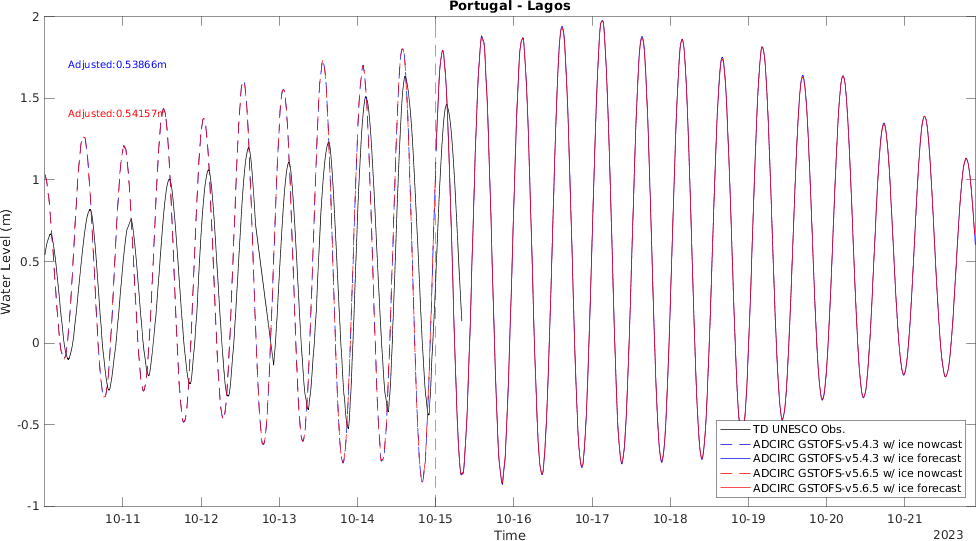 Portugal - Lagos
2
1.5
1
0.5
0
-0.5
-1
Water Level (m)
Adjusted:0.53866m
Adjusted:0.54157m
TD UNESCO Obs.
ADCIRC GSTOFS-v5.4.3 w/ ice nowcast
ADCIRC GSTOFS-v5.4.3 w/ ice forecast
ADCIRC GSTOFS-v5.6.5 w/ ice nowcast
ADCIRC GSTOFS-v5.6.5 w/ ice forecast
10-11 10-12 10-13 10-14 10-15 10-16 10-17 10-18 10-19 10-20 10-21
Time
2023